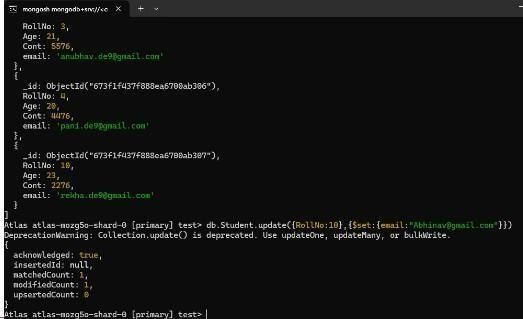 mongosh mongodb+srv://<c
RollNo: 3,
Age: 21,
Cont: 5576,
email: 'anubhav.de9@gmail.com'
},
{
_id: ObjectId("673f1f437f888ea6700ab306"),
RollNo: 4,
Age: 20,
Cont: 4476,
email: 'pani.de9@gmail.com'
},
{
_id: ObjectId("673f1f437f888ea6700ab307"),
RollNo: 10,
Age: 23,
Cont: 2276,
email: 'rekha.de9@gmail.com'
}
]
Atlas atlas-mozg5o-shard-0 [primary] test> db.Student.update({RollNo:10},{$set:{email:"Abhinav@gmail.com"}})
DeprecationWarning: Collection.update() is deprecated. Use updateOne, updateMany, or bulkWrite.
{
acknowledged: true,
insertedId: null,
matchedCount: 1,
modifiedCount: 1,
upsertedCount: 0
}
Atlas atlas-mozg5o-shard-0 [primary] test>